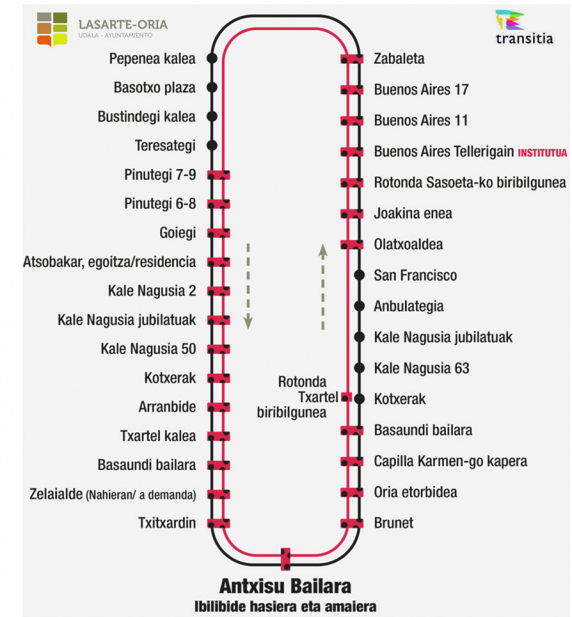 LASARTE-ORIA
UDALA - AYUNTAMIENTO
transitia
Pepenea kalea
Basotxo plaza
Bustindegi kalea
Teresategi
Pinutegi 7-9
Pinutegi 6-8
Goiegi
Atsobakar, egoitza/residencia
Kale Nagusia 2
Kale Nagusia jubilatuak
Kale Nagusia 50
Kotxerak
Arranbide
Txartel kalea
Basaundi bailara
Zelaialde (Nahieran/ a demanda)
Txitxardin
Zabaleta
Buenos Aires 17
Buenos Aires 11
Buenos Aires Tellerigain INSTITUTUA
Rotonda Sasoeta-ko biribilgunea
Joakina enea
Olatxoaldea
San Francisco
Anbulategia
Kale Nagusia jubilatuak
Kale Nagusia 63
Kotxerak
Rotonda
Txartel
biribilgunea
Basaundi bailara
Capilla Karmen-go kapera
Oria etorbidea
Brunet
Antxisu Bailara
Ibilibide hasiera eta amaiera